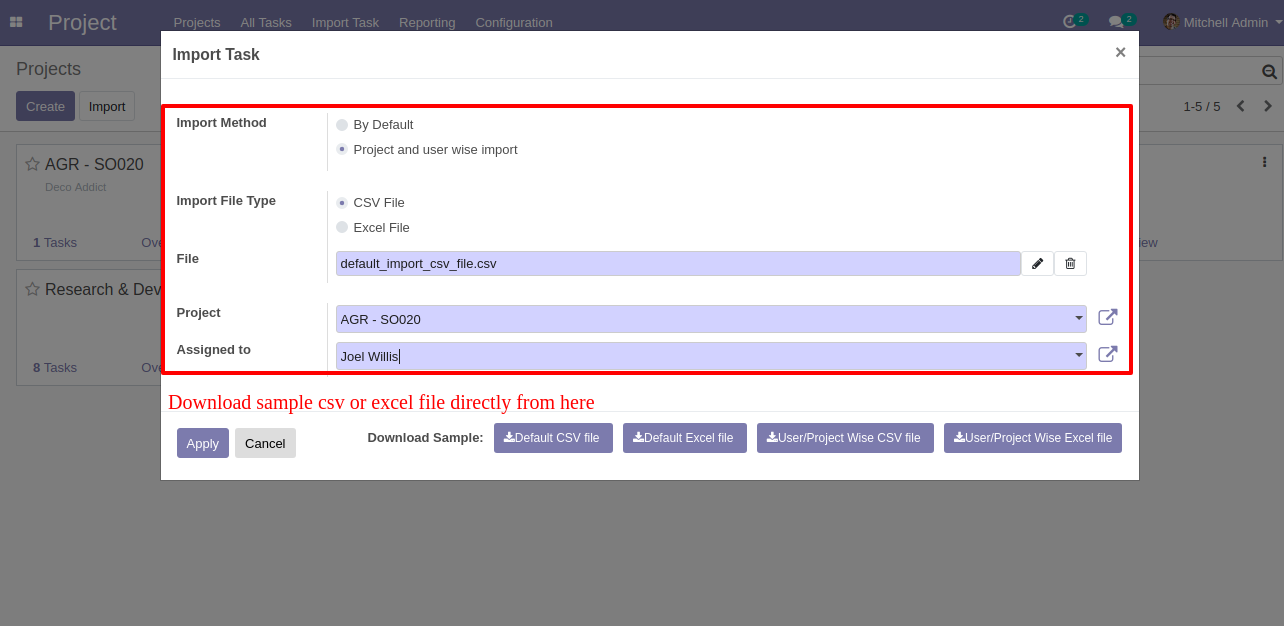 Project Projects All Tasks Import Task Reporting Configuration 2 2 Mitchell Admin
Projects
Create Import
1-5 / 5
AGR - SO020
Deco Addict
1 Tasks
Research & Dev
8 Tasks
Import Task ×
Import Method
By Default
Project and user wise import
Import File Type
CSV File
Excel File
File default_import_csv_file.csv
Project AGR - SO020
Assigned to Joel Willis
Download sample csv or excel file directly from here
Apply Cancel Download Sample: Default CSV file Default Excel file User/Project Wise CSV file User/Project Wise Excel file